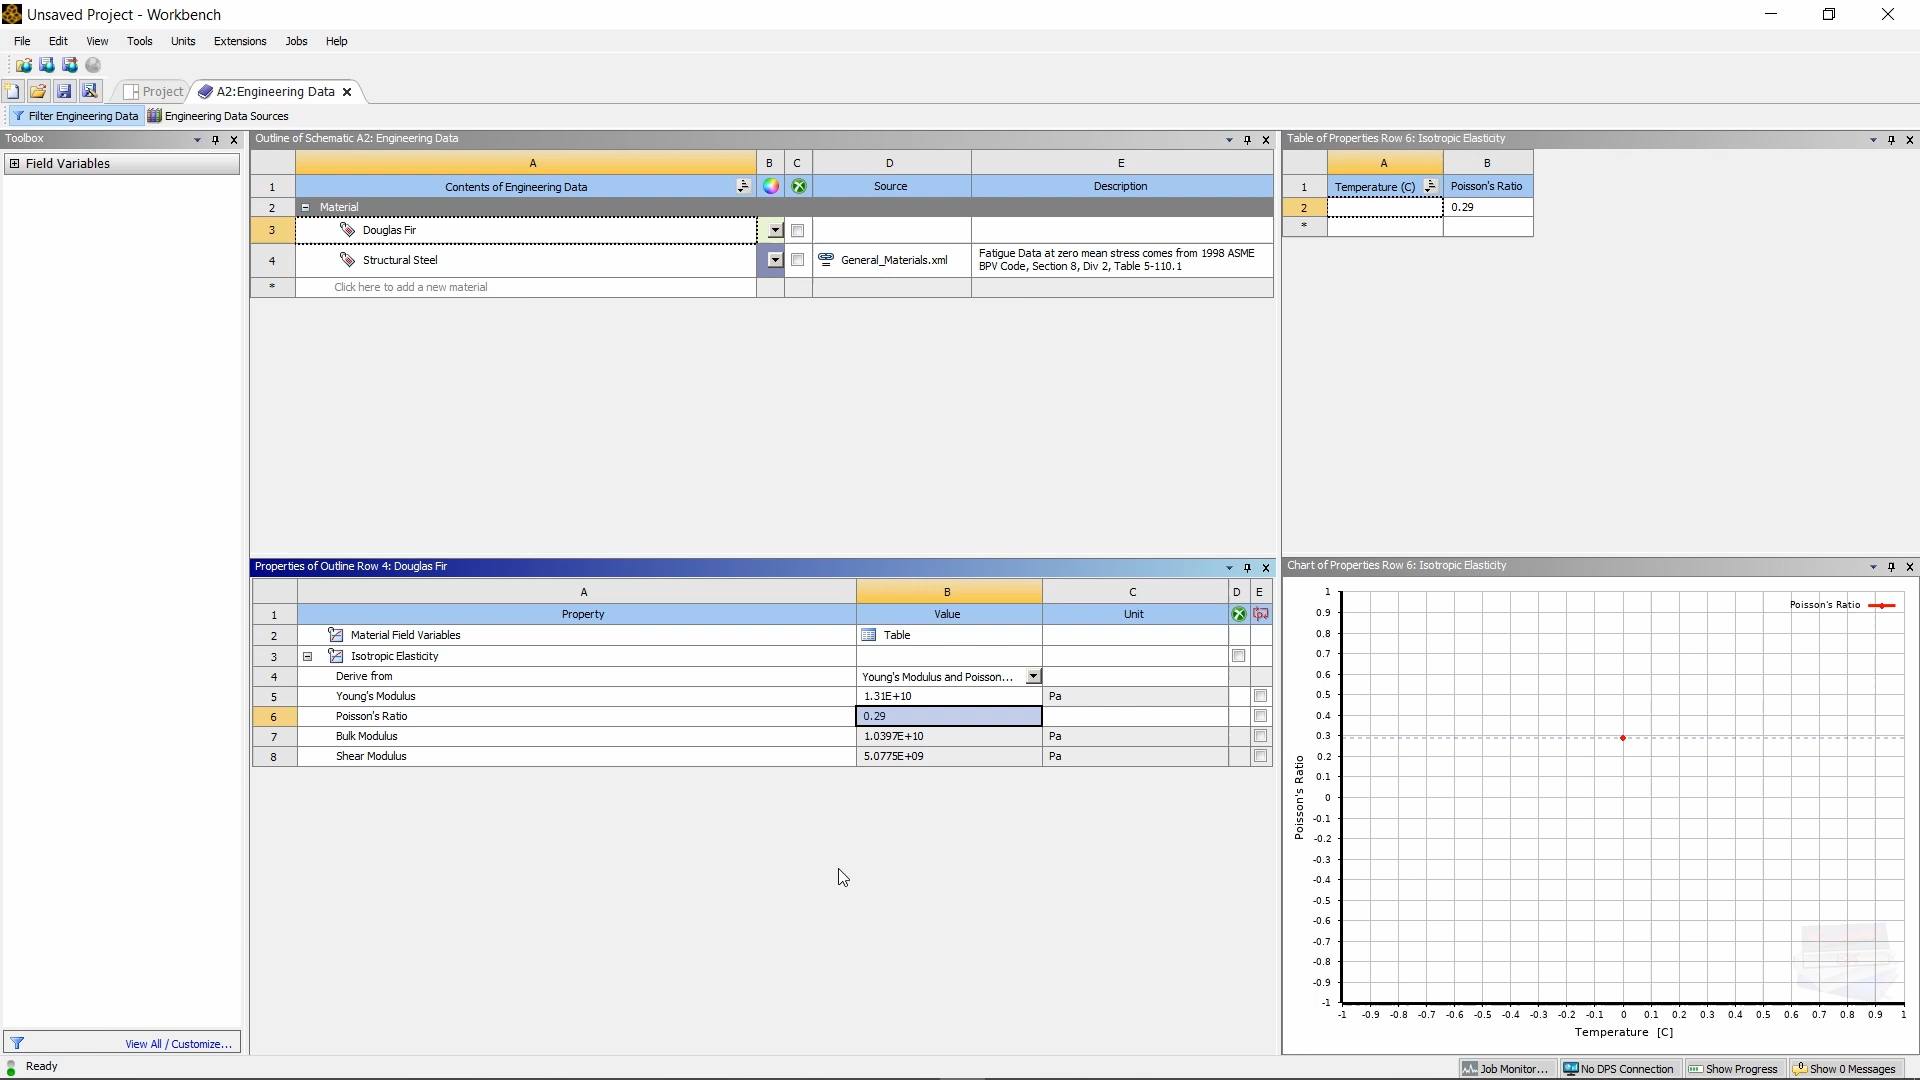 Unsaved Project - Workbench
File Edit View Tools Units Extensions Jobs Help
Project A2:Engineering Data
Filter Engineering Data Engineering Data Sources
Toolbox
Field Variables
View All / Customize...
Outline of Schematic A2: Engineering Data
A B C D E
1 Contents of Engineering Data Source Description
2 Material
3 Douglas Fir
4 Structural Steel General_Materials.xml Fatigue Data at zero mean stress comes from 1998 ASME
BPV Code, Section 8, Div 2, Table 5-110.1
* Click here to add a new material
Table of Properties Row 6: Isotropic Elasticity
A B
1 Temperature (C) Poisson's Ratio
2 0.29
*
Properties of Outline Row 4: Douglas Fir
A B C D E
1 Property Value Unit
2 Material Field Variables Table
3 Isotropic Elasticity
4 Derive from Young's Modulus and Poisson...
5 Young's Modulus 1.31E+10 Pa
6 Poisson's Ratio 0.29
7 Bulk Modulus 1.0397E+10 Pa
8 Shear Modulus 5.0775E+09 Pa
Chart of Properties Row 6: Isotropic Elasticity
Poisson's Ratio
1
0.9
0.8
0.7
0.6
0.5
0.4
0.3
0.2
0.1
0
-0.1
-0.2
-0.3
-0.4
-0.5
-0.6
-0.7
-0.8
-0.9
-1
Poisson's Ratio
-1 -0.9 -0.8 -0.7 -0.6 -0.5 -0.4 -0.3 -0.2 -0.1 0 0.1 0.2 0.3 0.4 0.5 0.6 0.7 0.8 0.9 1
Temperature [C]
Ready
Job Monitor... No DPS Connection Show Progress Show 0 Messages